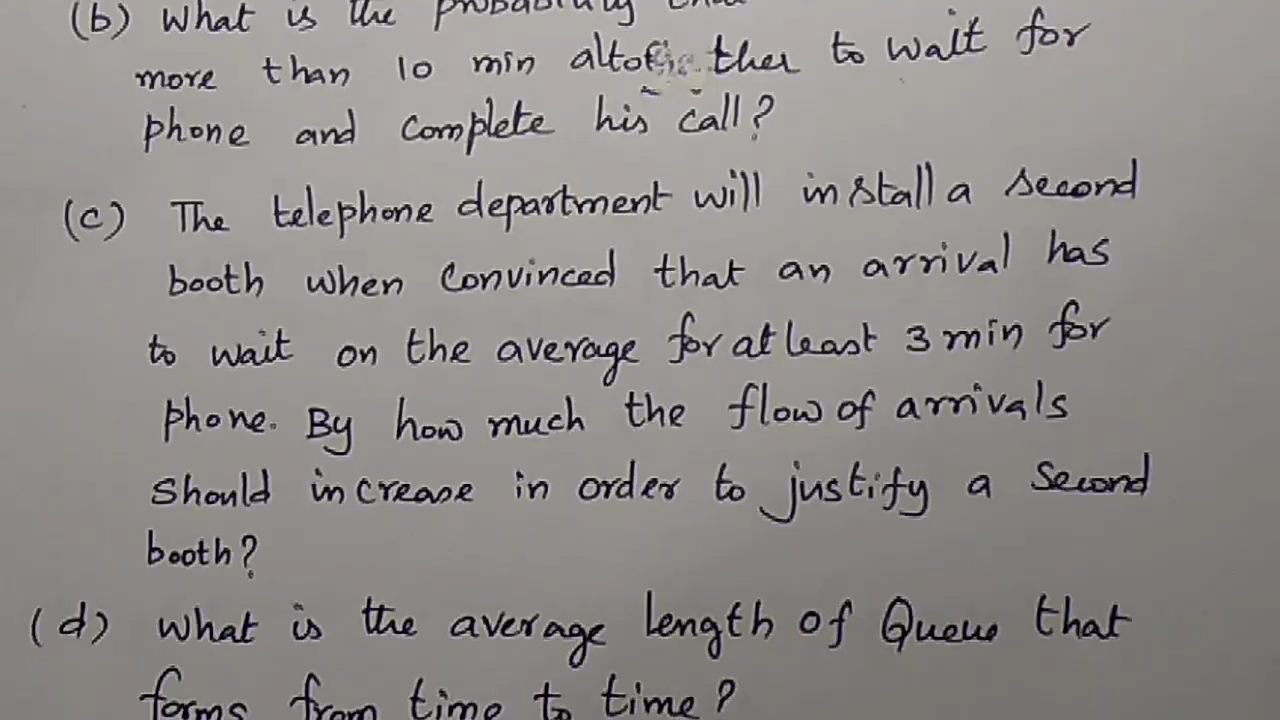 (b) What is the probability that
more than 10 min altogether to wait for
phone and complete his call?
(c) The telephone department will install a second
booth when convinced that an arrival has
to wait on the average for at least 3 min for
phone. By how much the flow of arrivals
should increase in order to justify a second
booth?
(d) What is the average length of Queue that
forms from time to time?